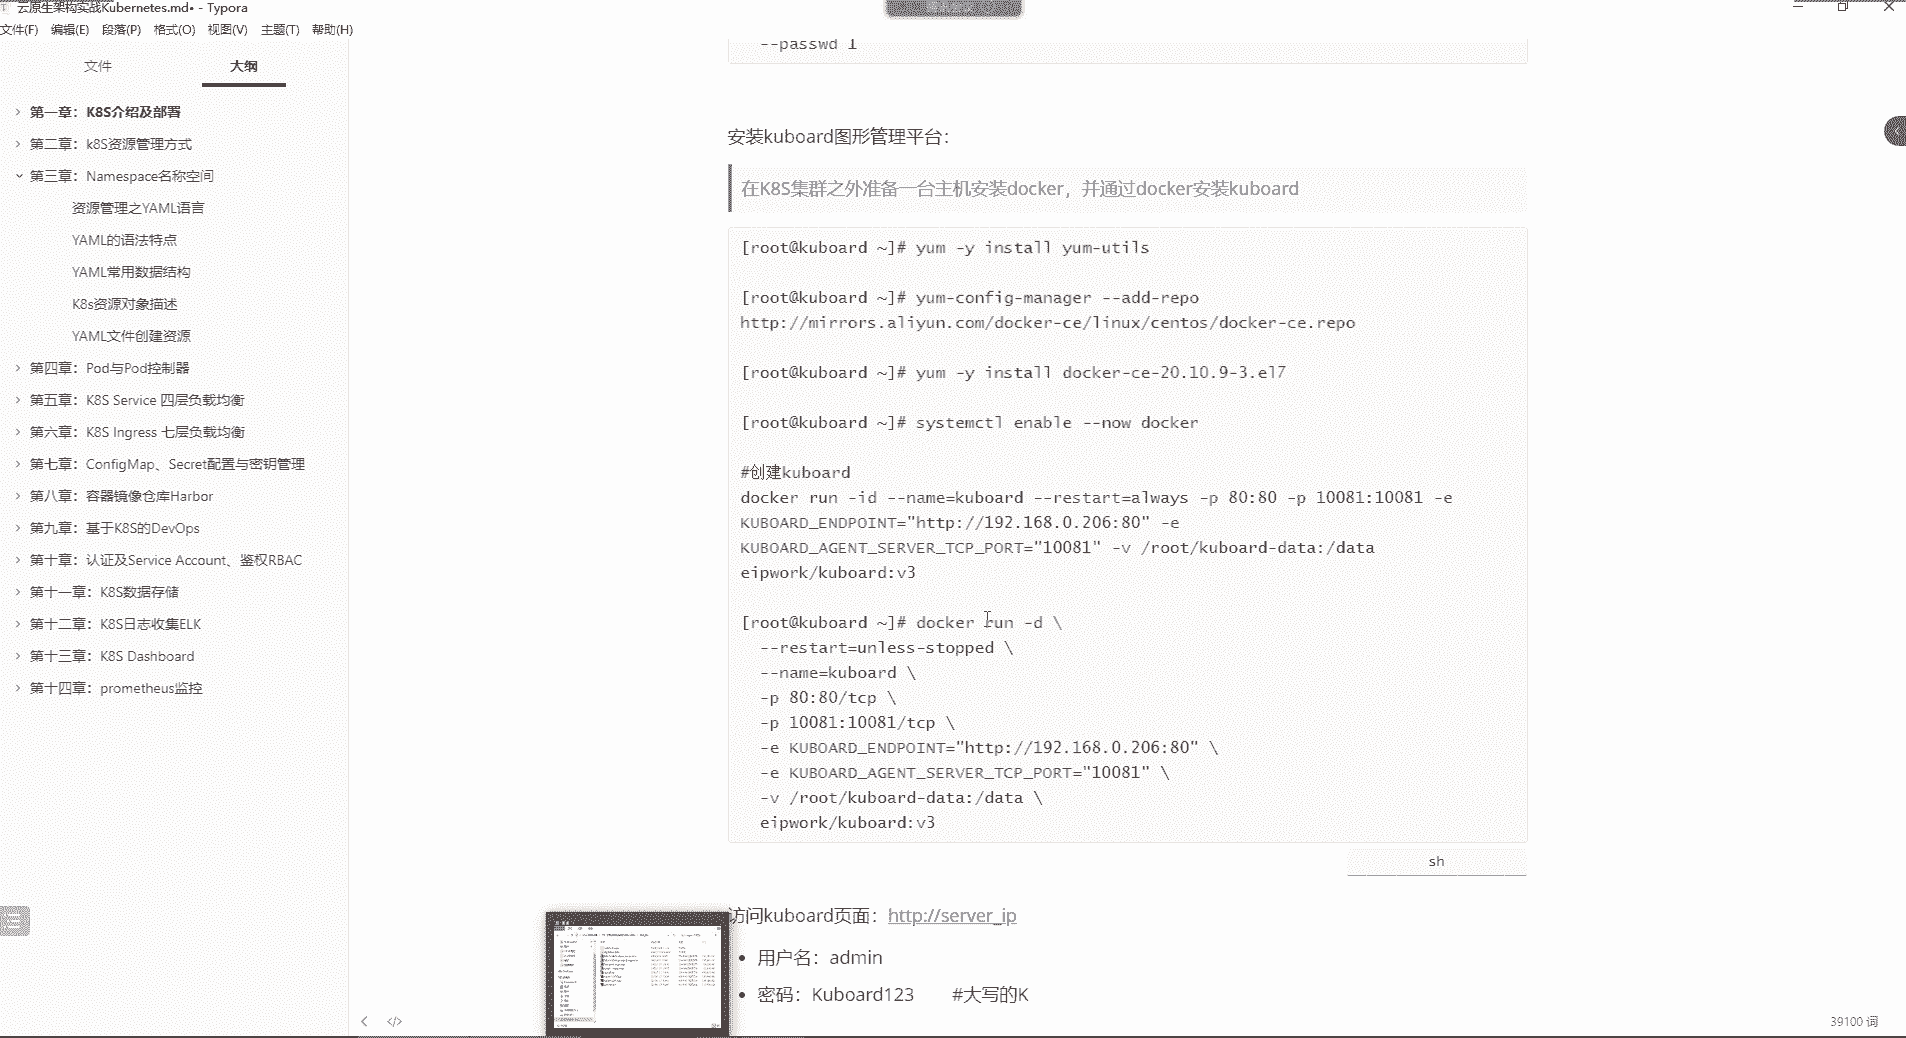 云原生架构实战Kubernetes.md• - Typora
文件(F) 编辑(E) 段落(P) 格式(O) 视图(V) 主题(T) 帮助(H)
文件 大纲
第一章：K8S介绍及部署
第二章：k8S资源管理方式
第三章：Namespace名称空间
资源管理之YAML语言
YAML的语法特点
YAML常用数据结构
K8s资源对象描述
YAML文件创建资源
第四章：Pod与Pod控制器
第五章：K8S Service 四层负载均衡
第六章：K8S Ingress 七层负载均衡
第七章：ConfigMap、Secret配置与密钥管理
第八章：容器镜像仓库Harbor
第九章：基于K8S的DevOps
第十章：认证及Service Account、鉴权RBAC
第十一章：K8S数据存储
第十二章：K8S日志收集ELK
第十三章：K8S Dashboard
第十四章：prometheus监控
--passwd 1
安装kuboard图形管理平台：
在K8S集群之外准备一台主机安装docker，并通过docker安装kuboard
[root@kuboard ~]# yum -y install yum-utils
[root@kuboard ~]# yum-config-manager --add-repo
http://mirrors.aliyun.com/docker-ce/linux/centos/docker-ce.repo
[root@kuboard ~]# yum -y install docker-ce-20.10.9-3.el7
[root@kuboard ~]# systemctl enable --now docker
#创建kuboard
docker run -id --name=kuboard --restart=always -p 80:80 -p 10081:10081 -e
KUBOARD_ENDPOINT="http://192.168.0.206:80" -e
KUBOARD_AGENT_SERVER_TCP_PORT="10081" -v /root/kuboard-data:/data
eipwork/kuboard:v3
[root@kuboard ~]# docker run -d \
--restart=unless-stopped \
--name=kuboard \
-p 80:80/tcp \
-p 10081:10081/tcp \
-e KUBOARD_ENDPOINT="http://192.168.0.206:80" \
-e KUBOARD_AGENT_SERVER_TCP_PORT="10081" \
-v /root/kuboard-data:/data \
eipwork/kuboard:v3
sh
访问kuboard页面：http://server_ip
用户名：admin
密码：Kuboard123 #大写的K
39100 词